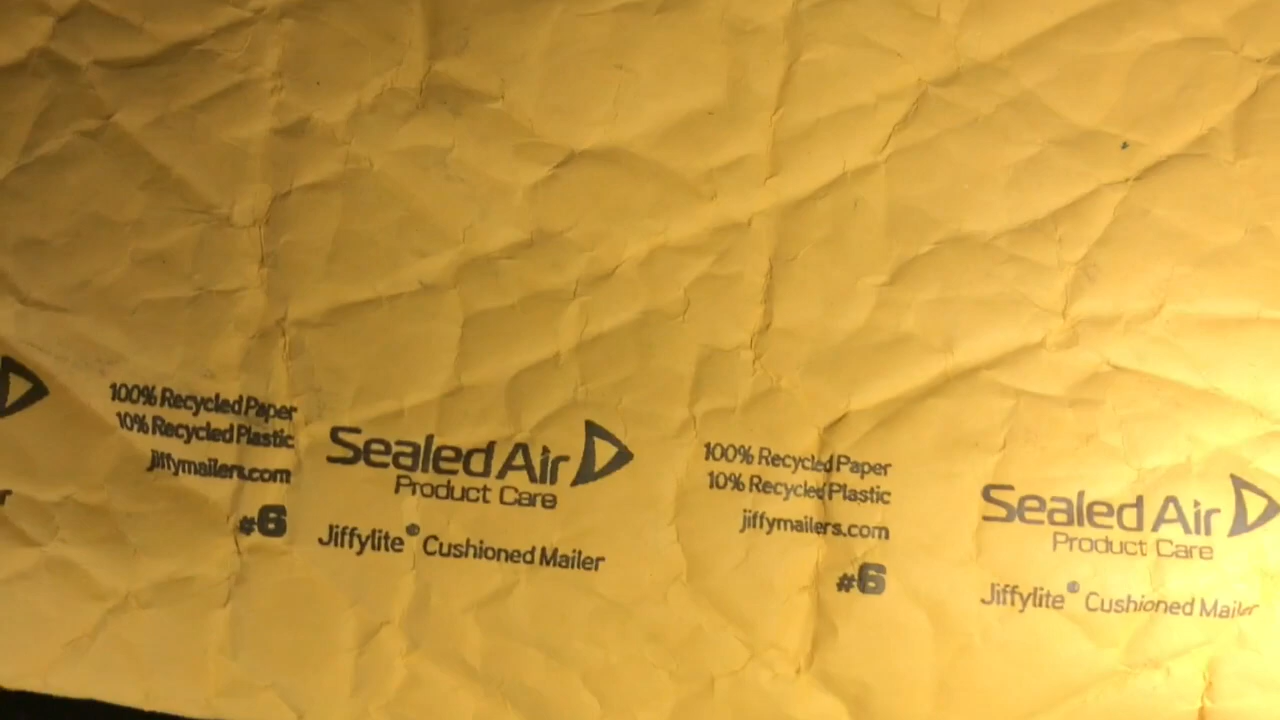 100% Recycled Paper
10% Recycled Plastic
jiffymailers.com
#6
Sealed Air
Product Care
Jiffylite® Cushioned Mailer
100% Recycled Paper
10% Recycled Plastic
jiffymailers.com
#6
Sealed Air
Product Care
Jiffylite® Cushioned Mailer